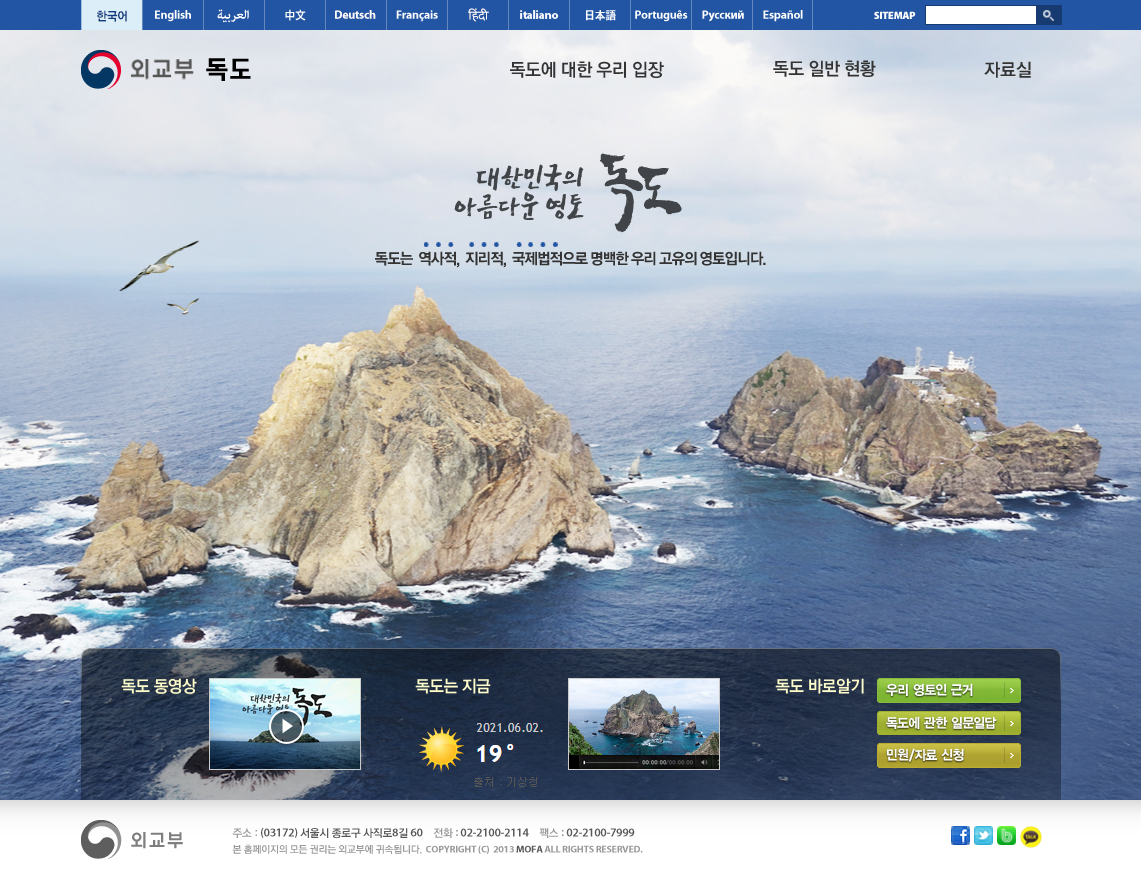 한국어 English العربية 中文 Deutsch Français हिंदी italiano 日本語 Português Русский Español SITEMAP
외교부 독도 독도에 대한 우리 입장 독도 일반 현황 자료실
대한민국의
아름다운 영토 독도
독도는 역사적, 지리적, 국제법적으로 명백한 우리 고유의 영토입니다.
독도 동영상
대한민국의
아름다운 영토 독도
독도는 지금
2021.06.02.
19 °
출처 : 기상청
00:00:00/00:00:00
독도 바로알기
우리 영토인 근거
독도에 관한 일문일답
민원/자료 신청
외교부
주소 : (03172) 서울시 종로구 사직로8길 60 전화 : 02-2100-2114 팩스 : 02-2100-7999
본 홈페이지의 모든 권리는 외교부에 귀속됩니다. COPYRIGHT (C) 2013 MOFA ALL RIGHTS RESERVED.
TALK